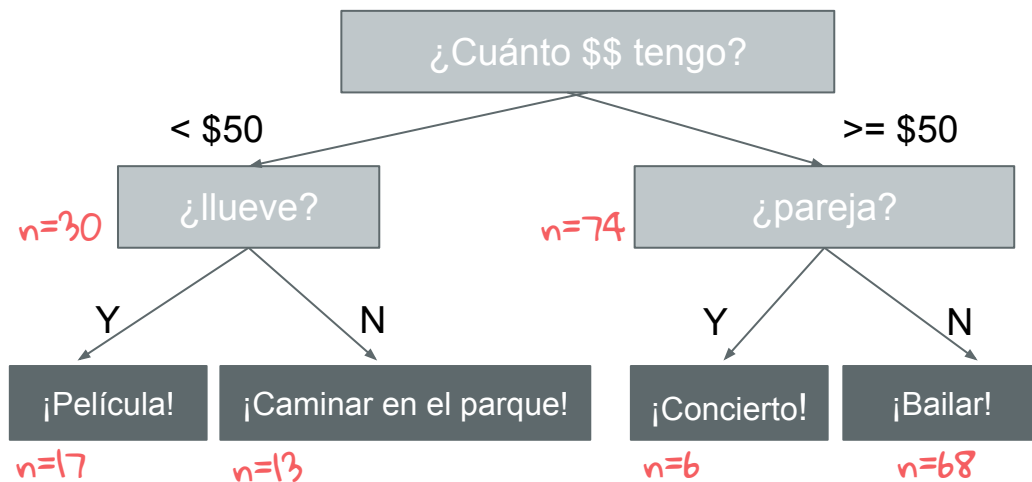 ¿Cuánto $$ tengo?
< $50
>= $50
¿llueve?
¿pareja?
n=30
n=74
Y
N
Y
N
¡Película!
¡Caminar en el parque!
¡Concierto!
¡Bailar!
n=17
n=13
n=6
n=68